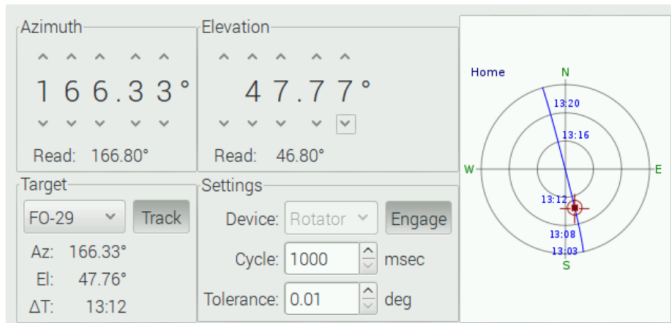 Azimuth
166.33°
Read: 166.80°
Elevation
47.77°
Read: 46.80°
Target
FO-29
Track
Az: 166.33°
El: 47.76°
ΔT: 13:12
Settings
Device: Rotator Engage
Cycle: 1000 msec
Tolerance: 0.01 deg
Home
N
13:20
13:16
W
E
13:12
13:08
13:03
S